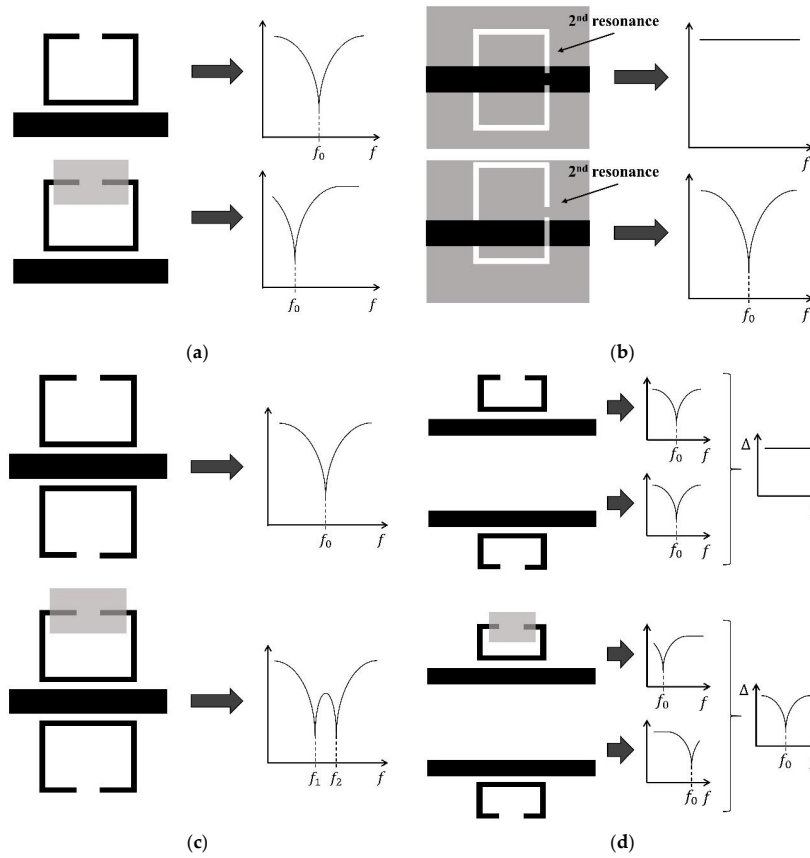 f₀ f
f₀ f
(a)
2nd resonance
f
2nd resonance
f₀ f
(b)
f₀ f
f₁ f₂ f
(c)
f₀ f
Δ
f₀ f
f₀ f
Δ
f₀
f₀ f
(d)